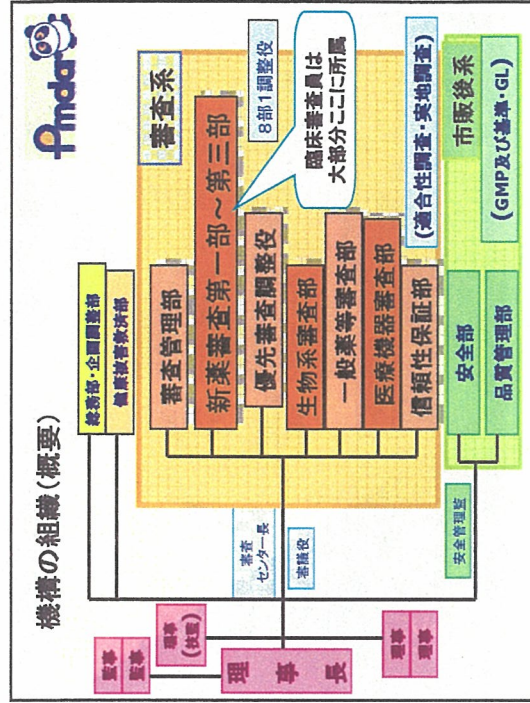 機構の組織(概要)
Pmda
監事
監事
理事
(技監)
理事長
理事
理事
総務部・企画調整部
健康被害救済部
審査
センター長
審議役
審査系
審査管理部
新薬審査第一部~第三部
8部1調整役
優先審査調整役
臨床審査員は
大部分ここに所属
生物系審査部
一般薬等審査部
医療機器審査部
信頼性保証部
(適合性調査・実地調査)
安全管理監
市販後系
安全部
品質管理部
(GMP及び基準・GL)